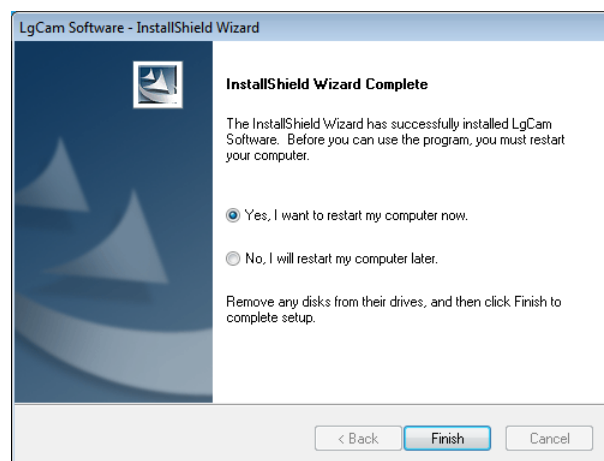 LgCam Software - InstallShield Wizard
InstallShield Wizard Complete
The InstallShield Wizard has successfully installed LgCam
Software.  Before you can use the program, you must restart
your computer.
Yes, I want to restart my computer now.
No, I will restart my computer later.
Remove any disks from their drives, and then click Finish to
complete setup.
< Back
Finish
Cancel